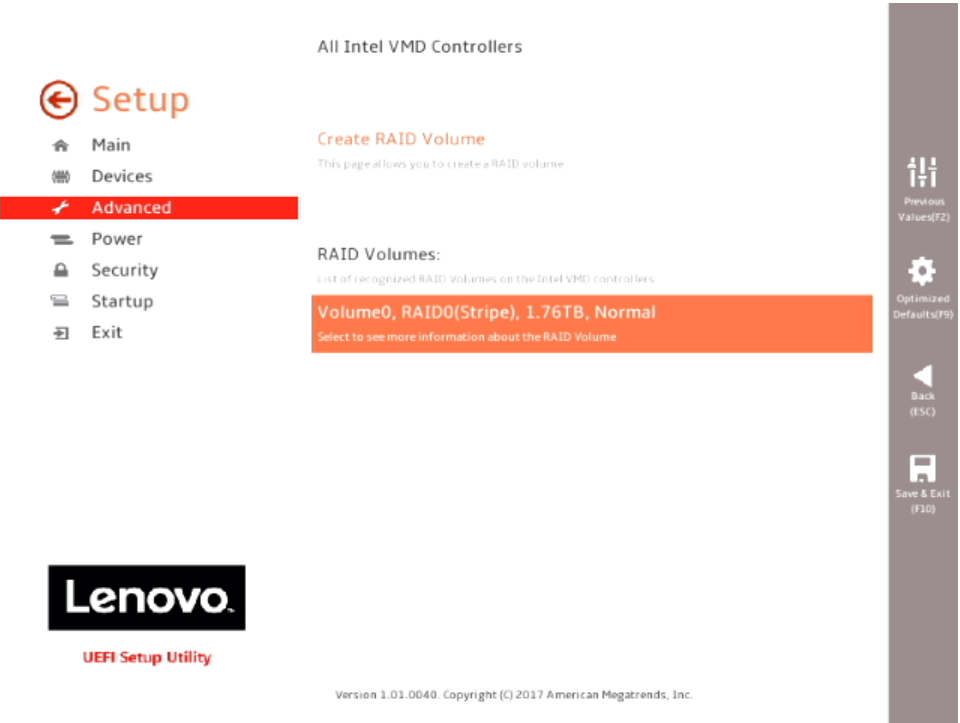 All Intel VMD Controllers
Setup
Main
Devices
Advanced
Power
Security
Startup
Exit
Create RAID Volume
This page allows you to create a RAID volume
RAID Volumes:
List of recognized RAID Volumes on the Intel VMD controllers
Volume0, RAID0(Stripe), 1.76TB, Normal
Select to see more information about the RAID Volume
Previous
Values(F2)
Optimized
Defaults(F9)
Back
(ESC)
Save & Exit
(F10)
Lenovo.
UEFI Setup Utility
Version 1.01.0040. Copyright (C) 2017 American Megatrends, Inc.